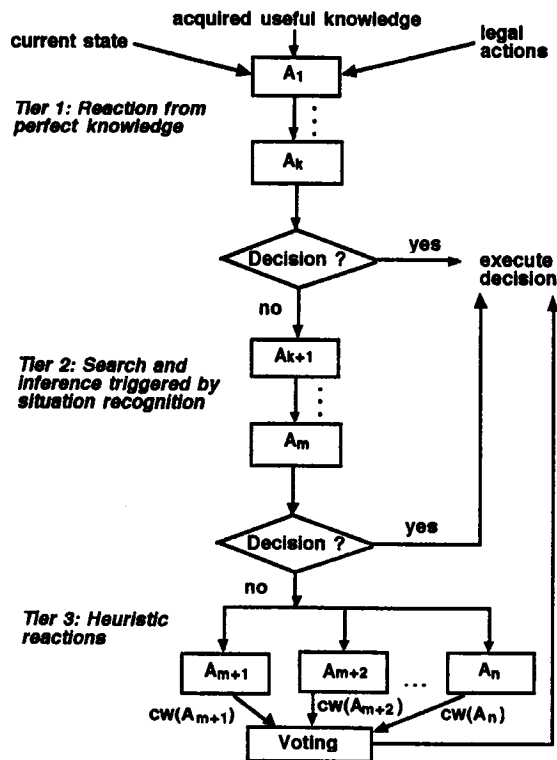 acquired useful knowledge
current state
legal
actions
A1
Tier 1: Reaction from
perfect knowledge
Ak
Decision ?
yes
execute
decision
no
Ak+1
Tier 2: Search and
inference triggered by
situation recognition
Am
Decision ?
yes
no
Tier 3: Heuristic
reactions
Am+1
Am+2
...
An
cw(Am+1)
cw(Am+2)
cw(An)
Voting